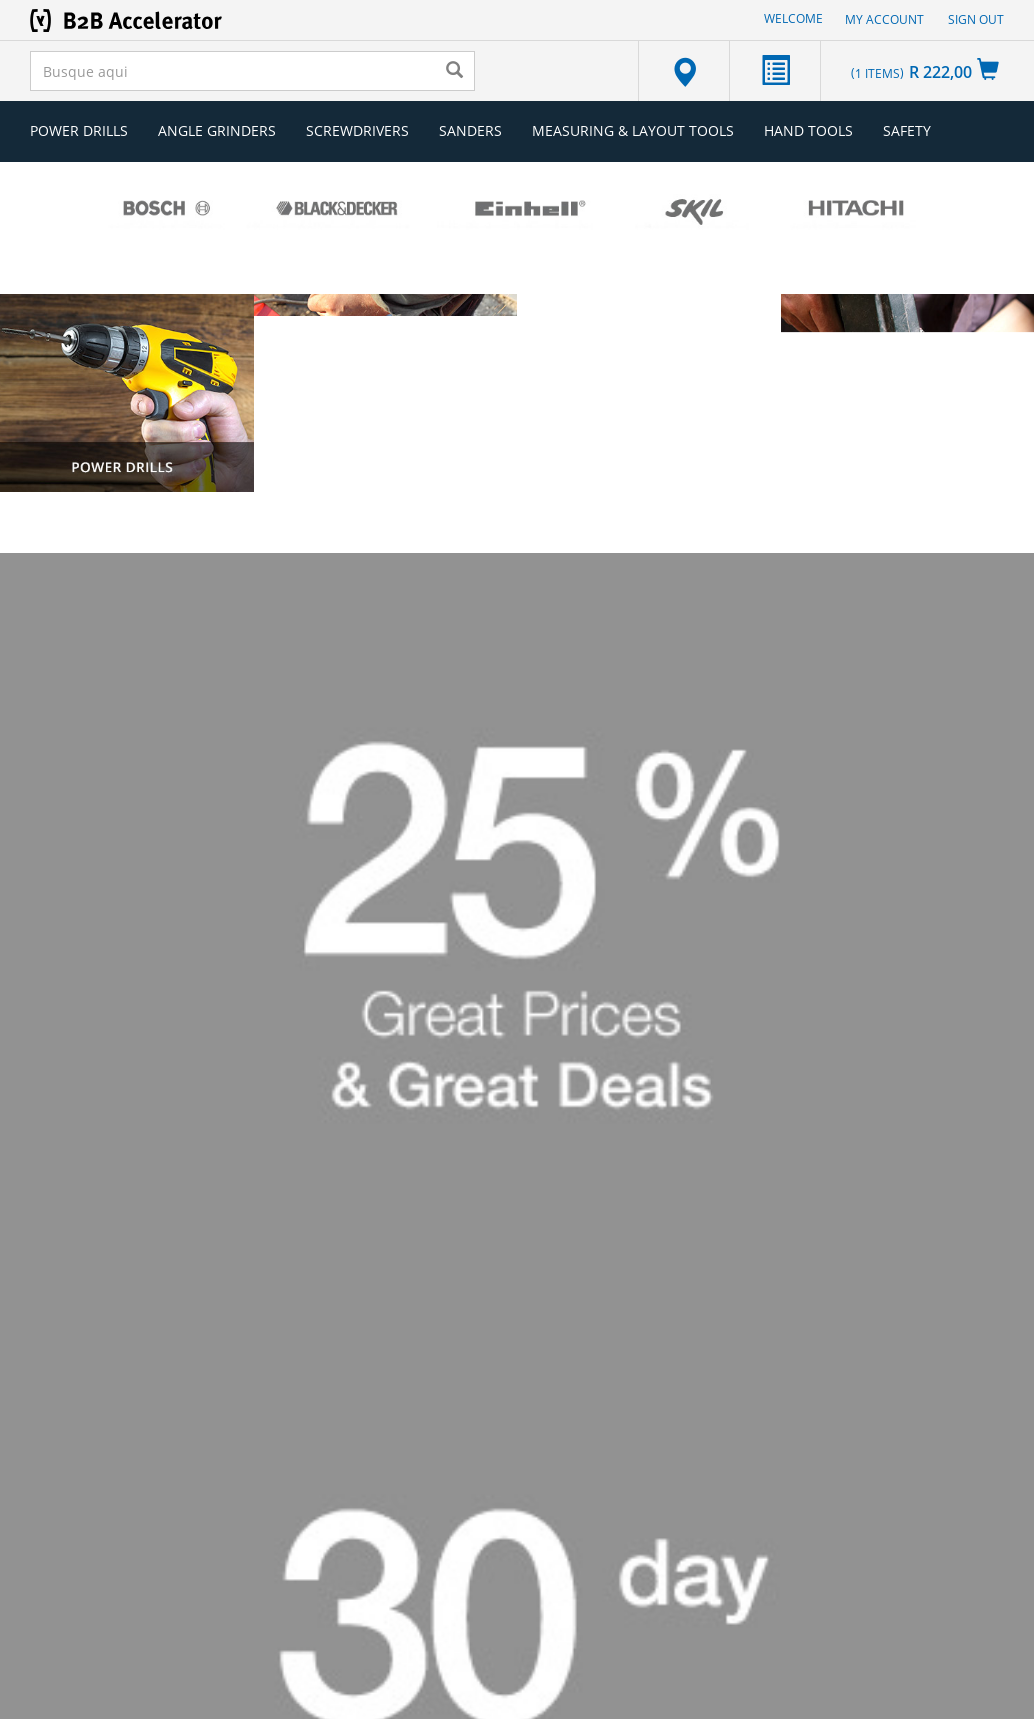 B2B Accelerator
WELCOME MY ACCOUNT SIGN OUT
Busque aqui
(1 ITEMS) R 222,00
POWER DRILLS ANGLE GRINDERS SCREWDRIVERS SANDERS MEASURING & LAYOUT TOOLS HAND TOOLS SAFETY
BOSCH BLACK&DECKER Einhell® SKIL HITACHI
12
POWER DRILLS
25 %
Great Prices
& Great Deals
30 day